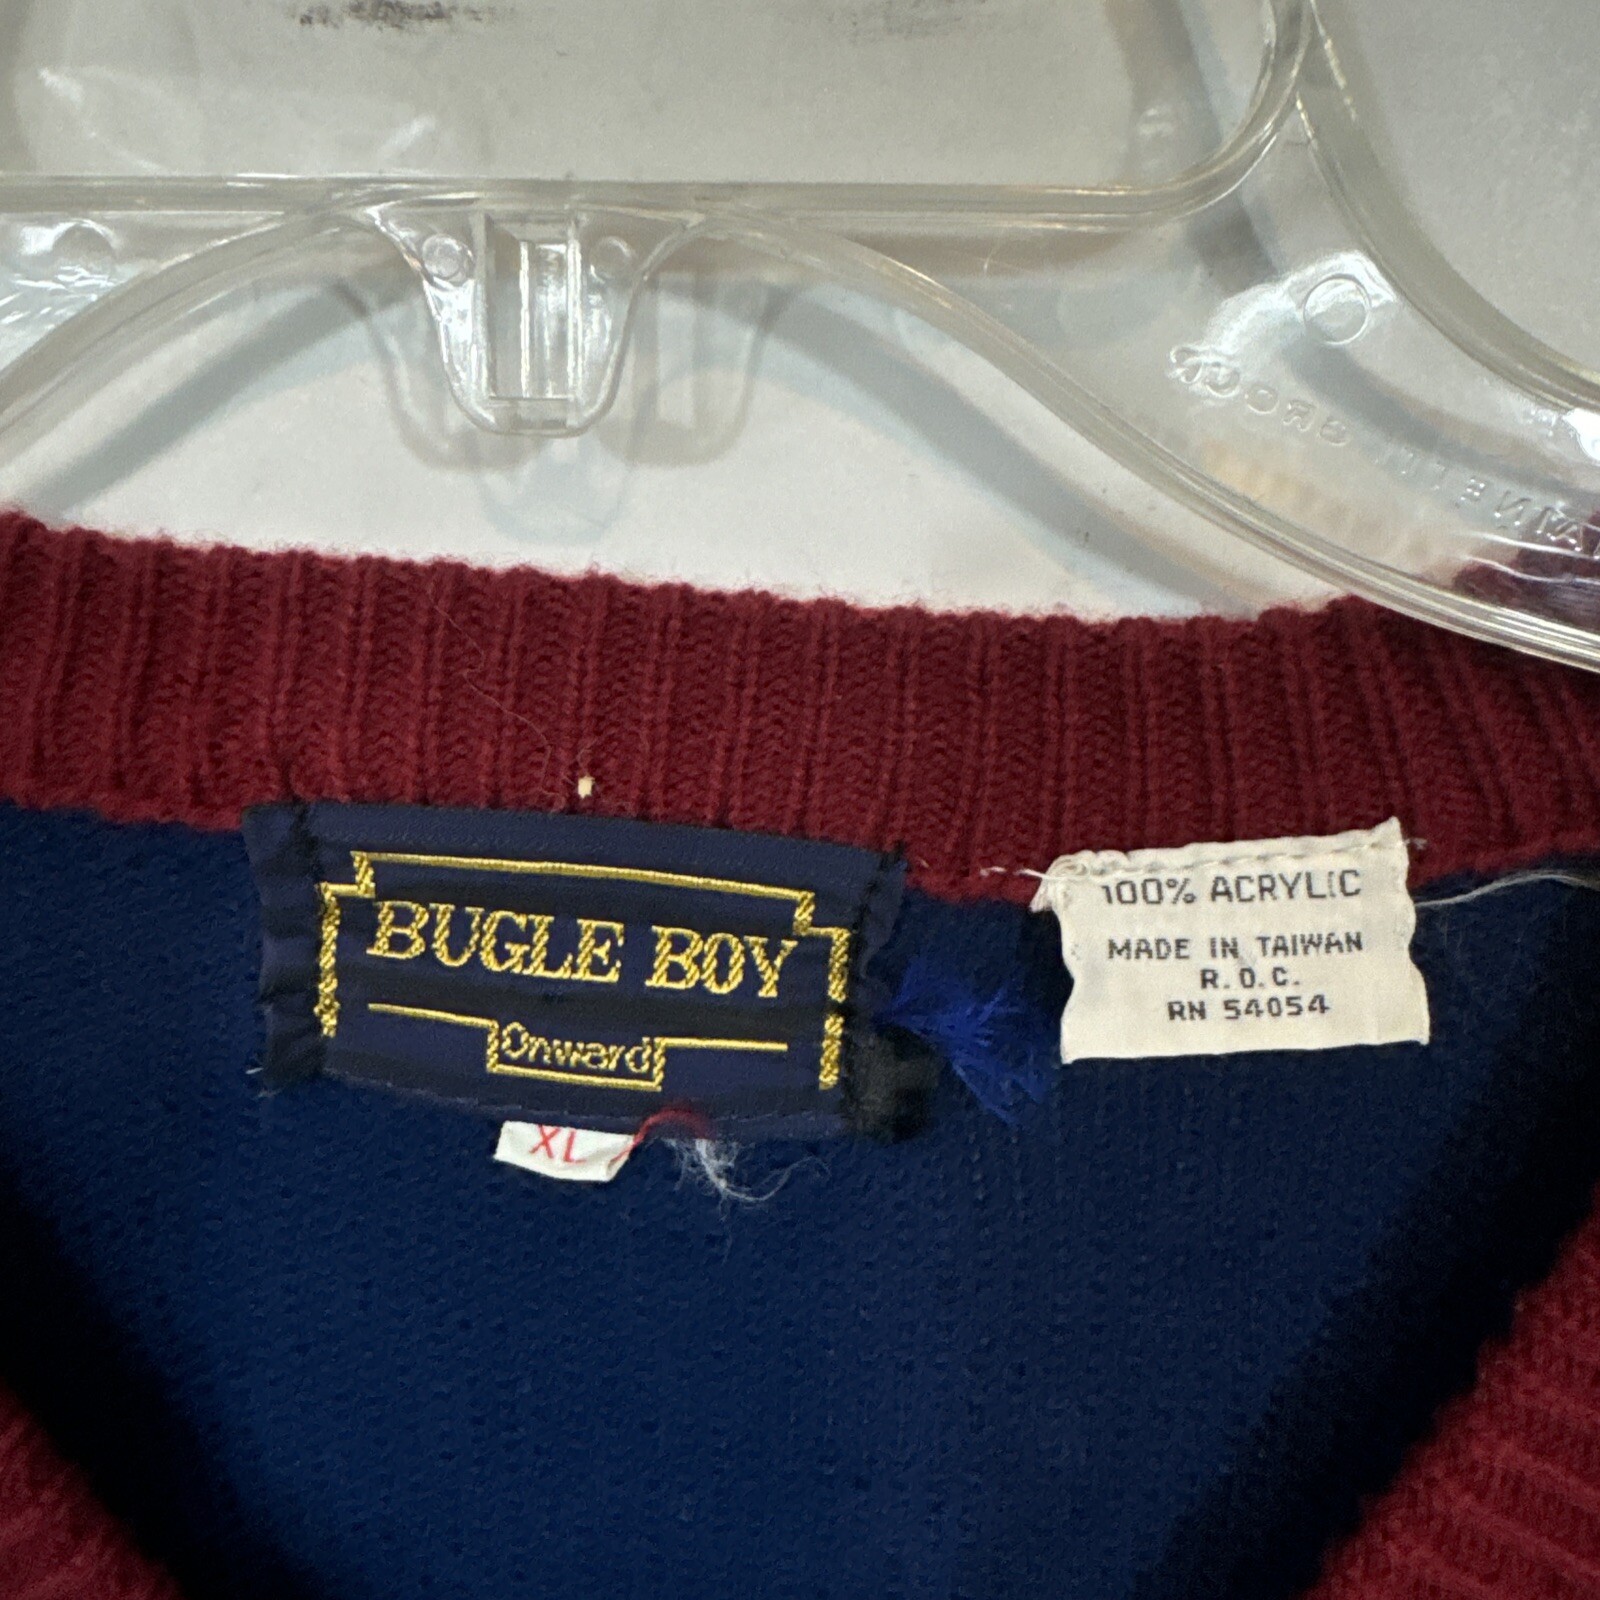 BUGLE BOY
Onward
XL
100% ACRYLIC
MADE IN TAIWAN
R.O.C.
RN 54054